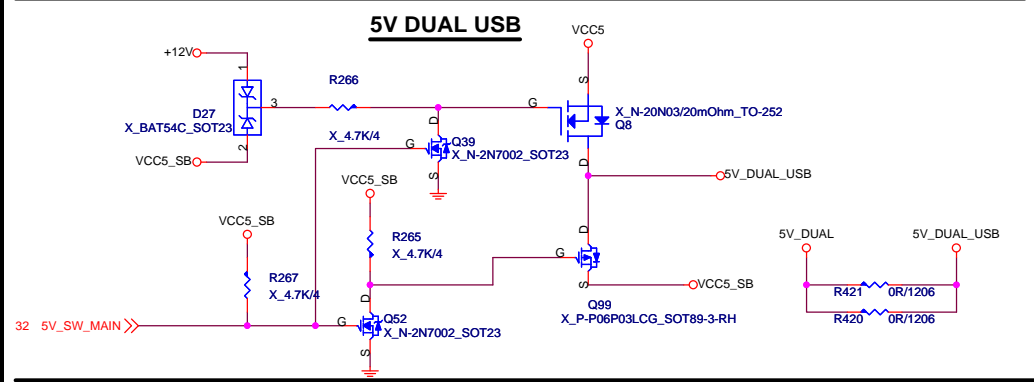 5V DUAL USB
VCC5
+12V
1
R266
S
3
G
X_N-20N03/20mOhm_TO-252
Q8
D27
X_BAT54C_SOT23
X_4.7K/4
D
G
Q39
X_N-2N7002_SOT23
2
VCC5_SB
S
D
5V_DUAL_USB
VCC5_SB
VCC5_SB
R265
X_4.7K/4
D
G
S
VCC5_SB
5V_DUAL
5V_DUAL_USB
R267
X_4.7K/4
Q99
X_P-P06P03LCG_SOT89-3-RH
R421
0R/1206
D
G
Q52
X_N-2N7002_SOT23
S
R420
0R/1206
32 5V_SW_MAIN